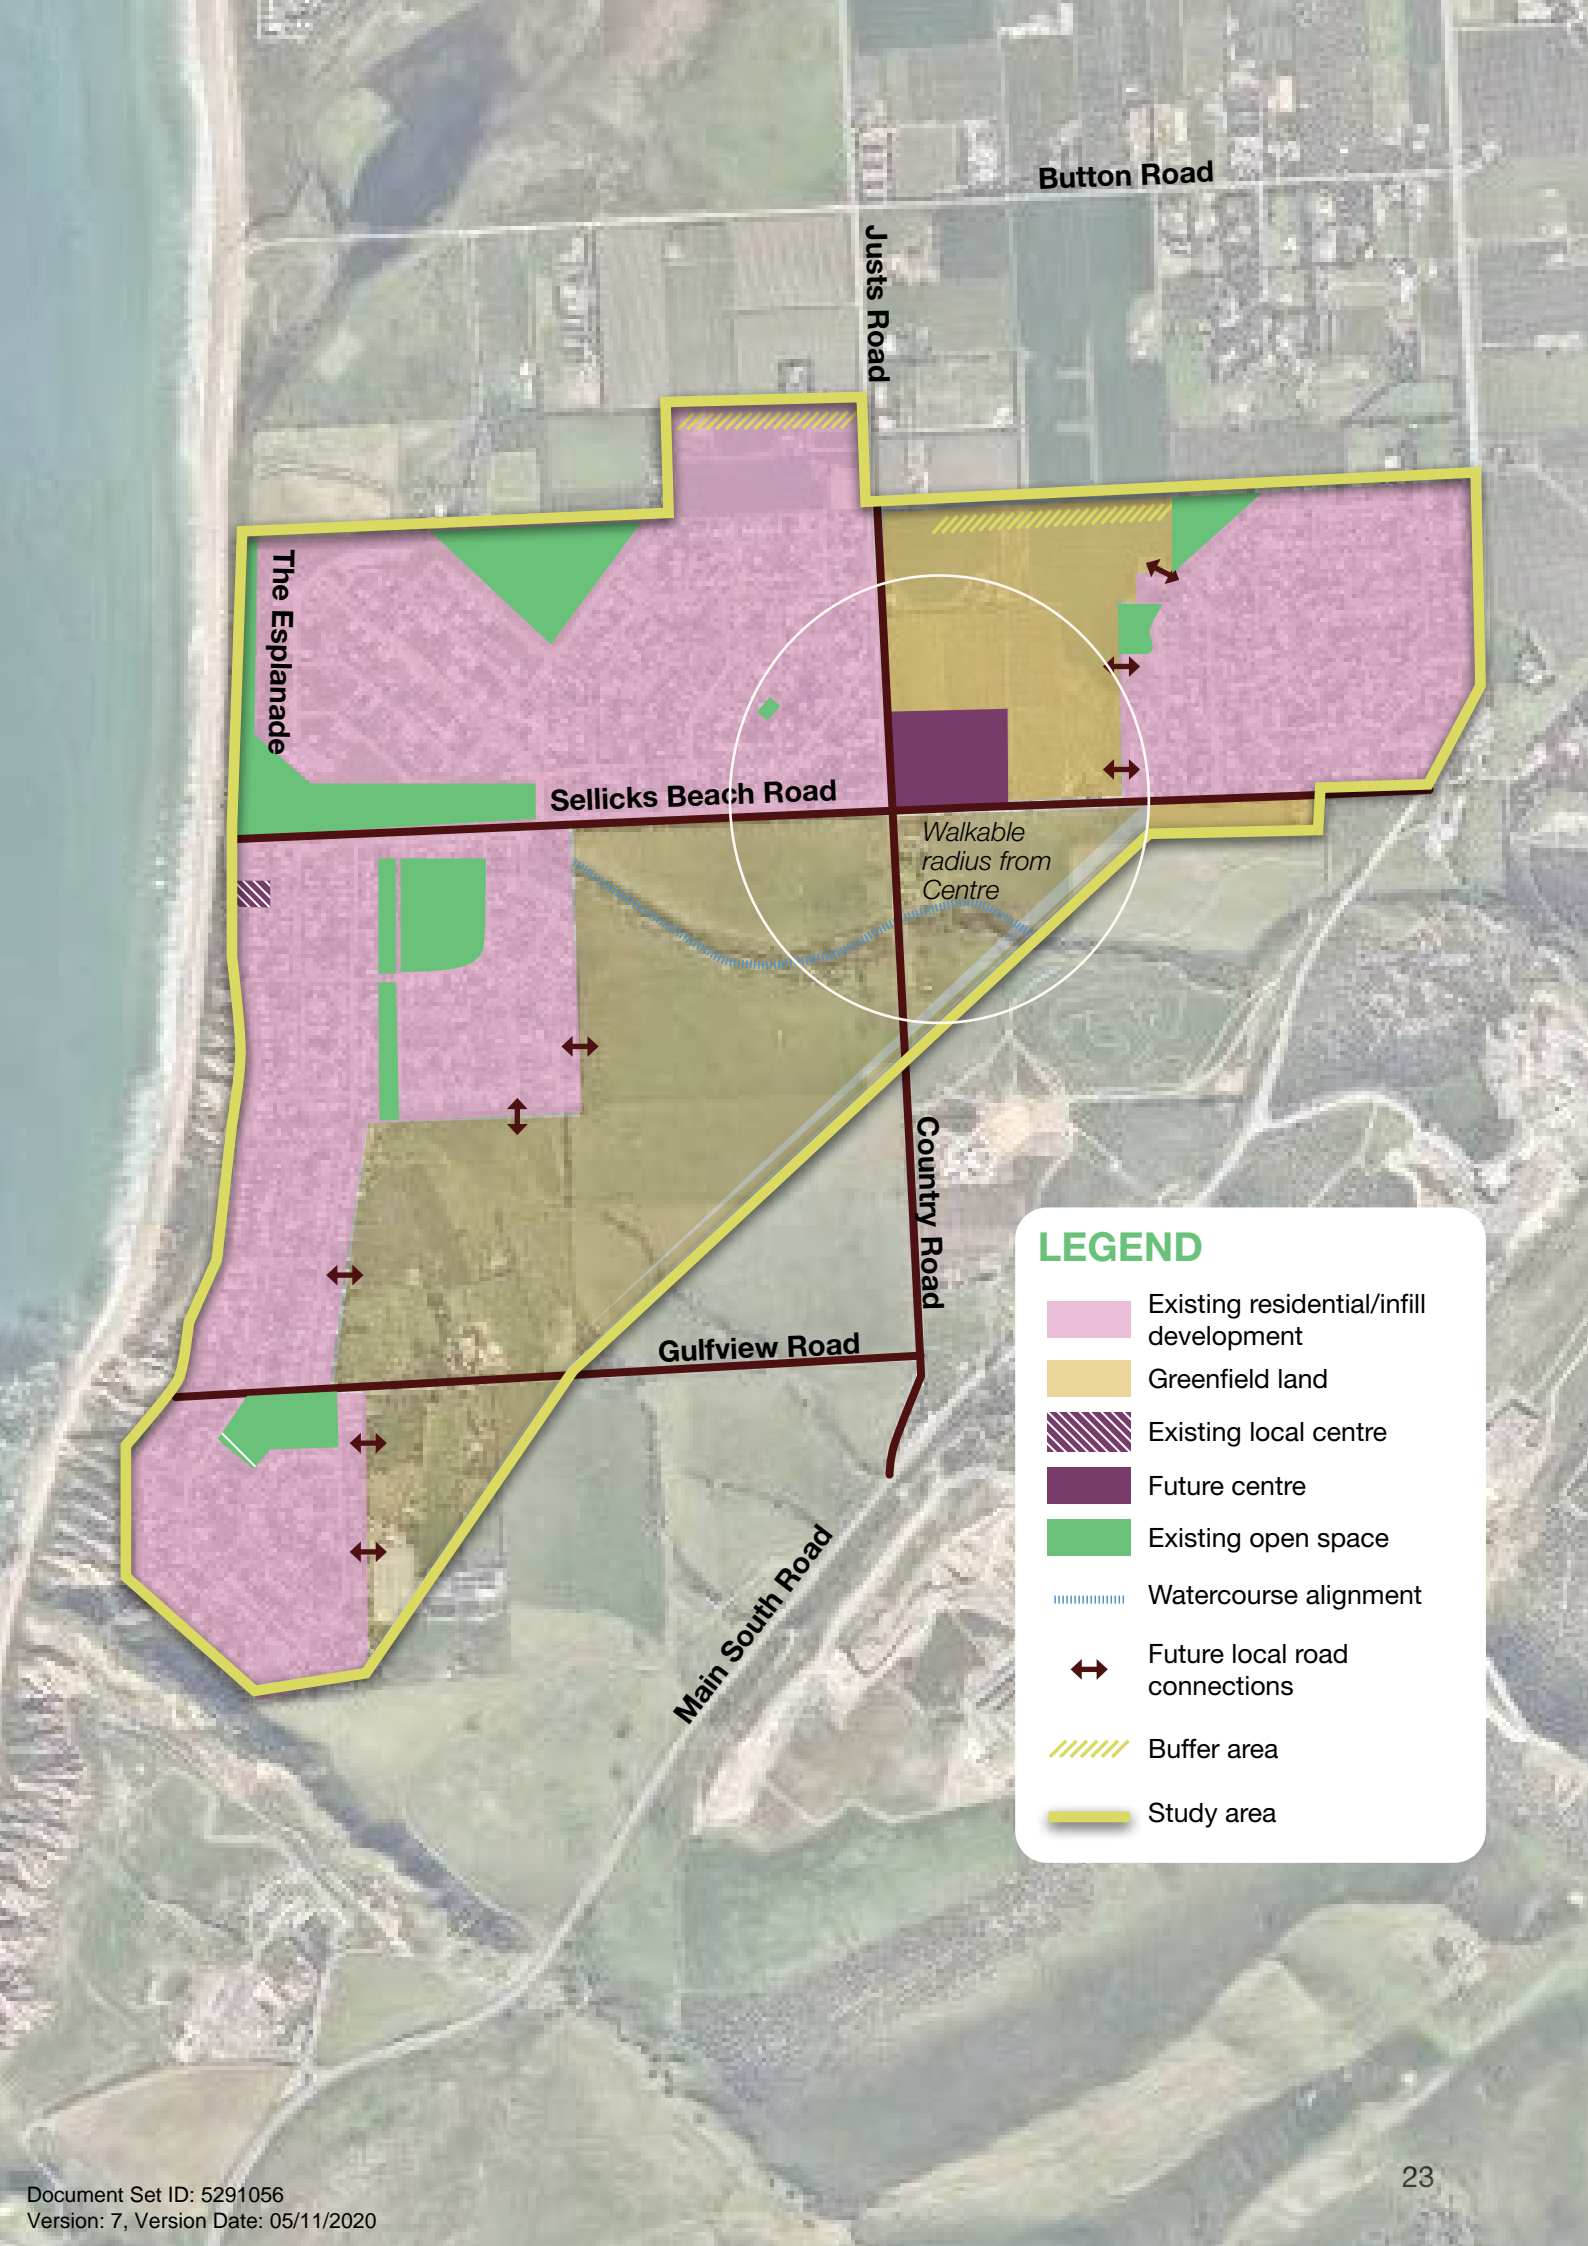 Button Road
Justs Road
The Esplanade
Sellicks Beach Road
Walkable
radius from
Centre
Country Road
Gulfview Road
Main South Road
LEGEND
Existing residential/infill
development
Greenfield land
Existing local centre
Future centre
Existing open space
Watercourse alignment
Future local road
connections
Buffer area
Study area
23
Document Set ID: 5291056
Version: 7, Version Date: 05/11/2020